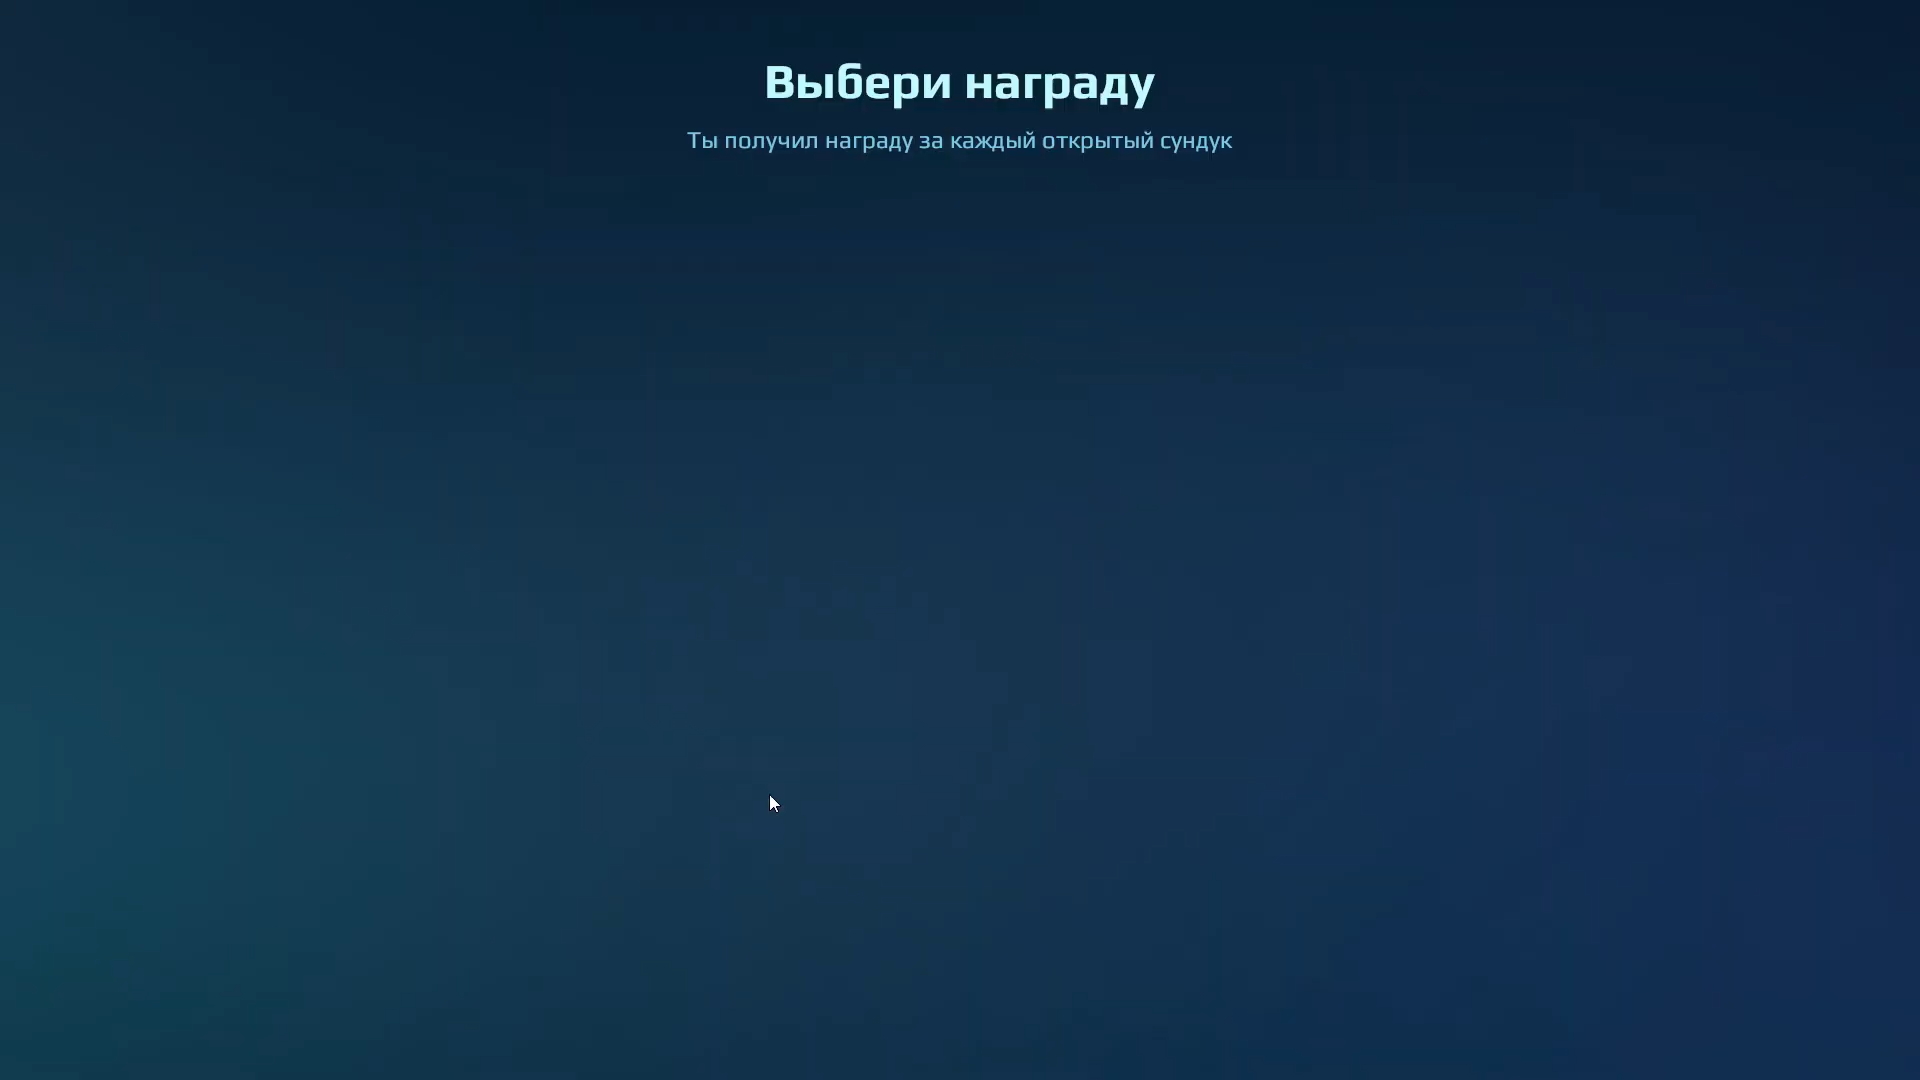 Выбери награду
Ты получил награду за каждый открытый сундук